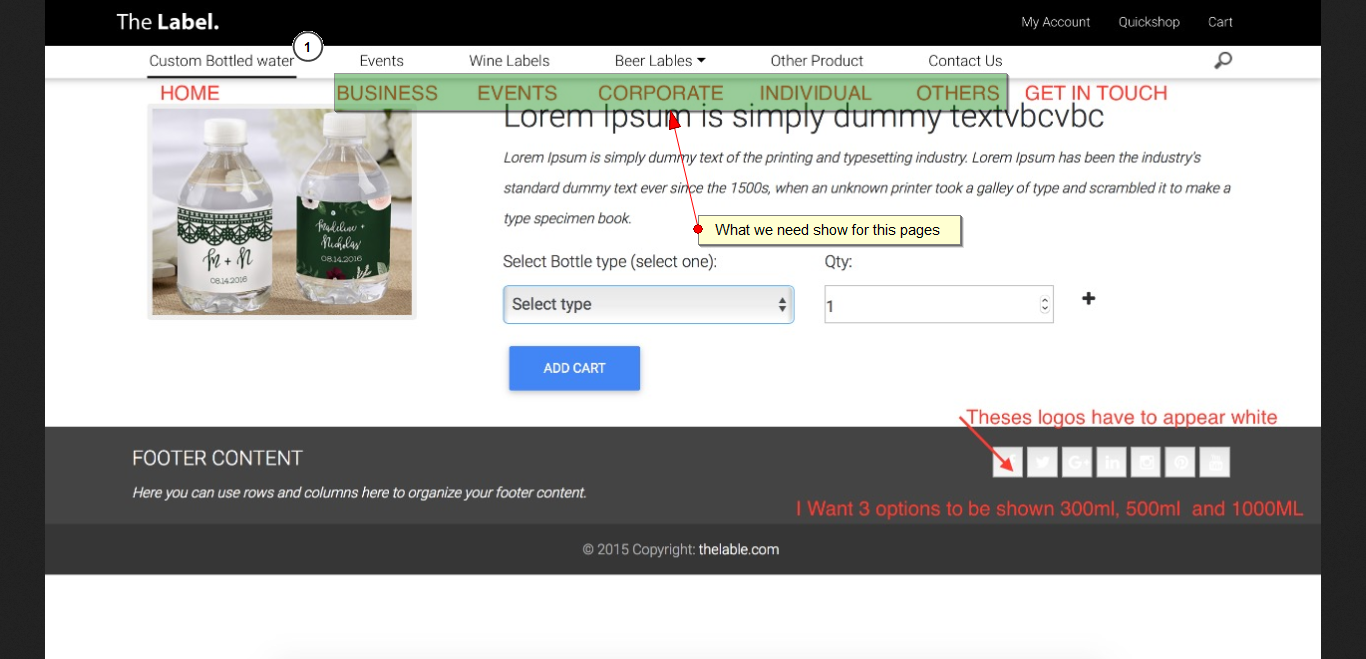 The Label.
My Account Quickshop Cart
1
Custom Bottled water Events Wine Labels Beer Lables Other Product Contact Us
HOME BUSINESS EVENTS CORPORATE INDIVIDUAL OTHERS GET IN TOUCH
Lorem Ipsum is simply dummy textvbcvbc
Lorem Ipsum is simply dummy text of the printing and typesetting industry. Lorem Ipsum has been the industry's
standard dummy text ever since the 1500s, when an unknown printer took a galley of type and scrambled it to make a
type specimen book.
What we need show for this pages
M + N
08.14.2016
Madeline +
Nicholas
08.14.2016
Select Bottle type (select one): Qty:
Select type 1
ADD CART
Theses logos have to appear white
FOOTER CONTENT
Here you can use rows and columns here to organize your footer content.
I Want 3 options to be shown 300ml, 500ml and 1000ML
© 2015 Copyright: thelable.com